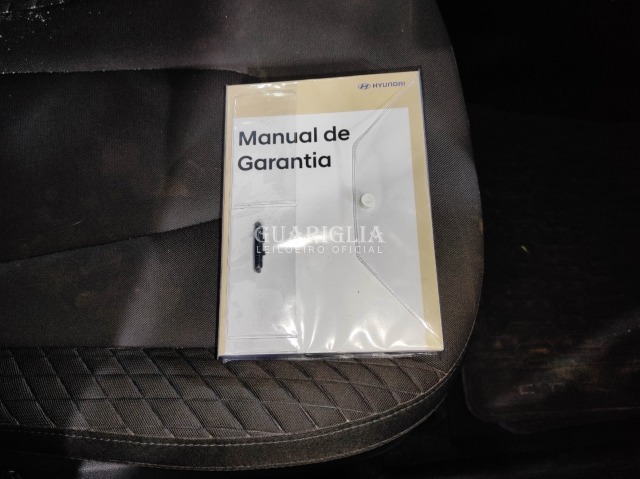 HYUNDAI
Manual de
Garantia
GUARIGLIA
LEILOEIRO OFICIAL